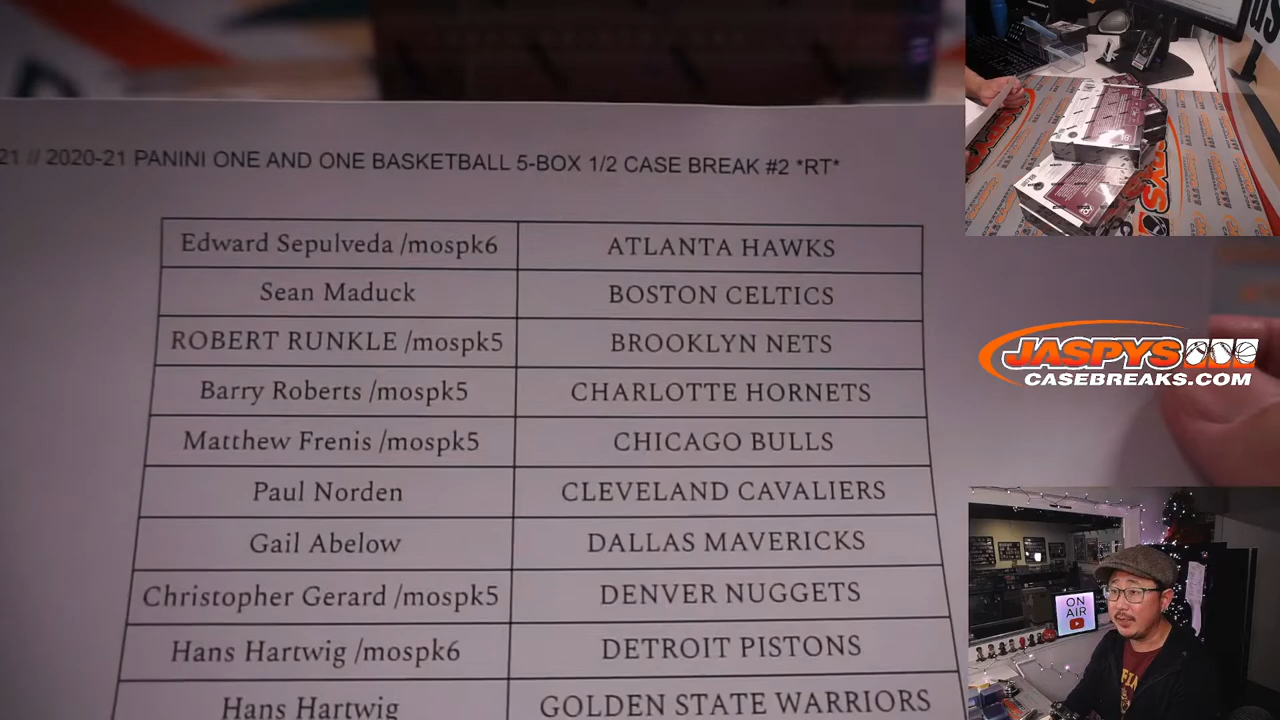 21 // 2020-21 PANINI ONE AND ONE BASKETBALL 5-BOX 1/2 CASE BREAK #2 *RT*
Edward Sepulveda /mospk6 ATLANTA HAWKS
Sean Maduck BOSTON CELTICS
ROBERT RUNKLE /mospk5 BROOKLYN NETS
Barry Roberts /mospk5 CHARLOTTE HORNETS
Matthew Frenis /mospk5 CHICAGO BULLS
Paul Norden CLEVELAND CAVALIERS
Gail Abelow DALLAS MAVERICKS
Christopher Gerard /mospk5 DENVER NUGGETS
Hans Hartwig /mospk6 DETROIT PISTONS
Hans Hartwig GOLDEN STATE WARRIORS
JASPYS
CASEBREAKS.COM
ON
AIR